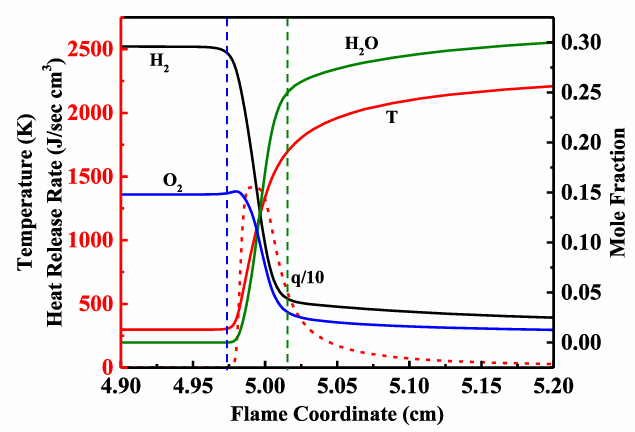 2500
2000
1500
1000
500
0
Temperature (K)
Heat Release Rate (J/sec cm³)
H₂
O₂
H₂O
T
q/10
0.30
0.25
0.20
0.15
0.10
0.05
0.00
Mole Fraction
4.90 4.95 5.00 5.05 5.10 5.15 5.20
Flame Coordinate (cm)